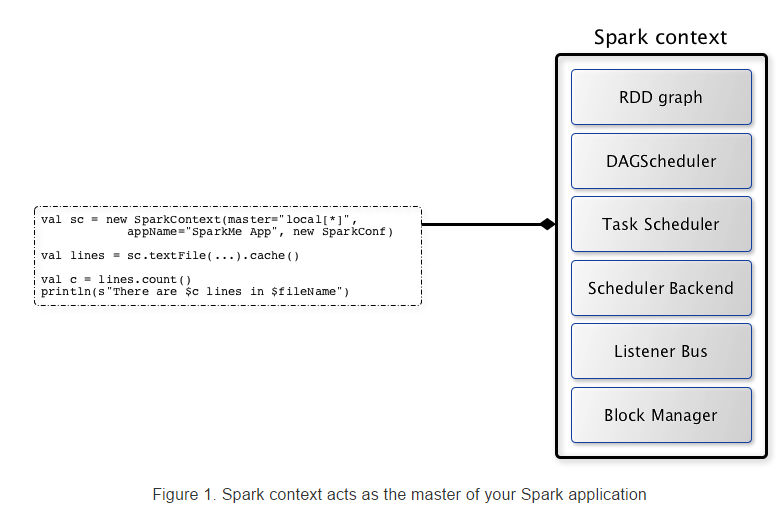 Spark context
RDD graph
DAGScheduler
Task Scheduler
Scheduler Backend
Listener Bus
Block Manager
val sc = new SparkContext(master="local[*]",
appName="SparkMe App", new SparkConf)
val lines = sc.textFile(...).cache()
val c = lines.count()
println(s"There are $c lines in $fileName")
Figure 1. Spark context acts as the master of your Spark application